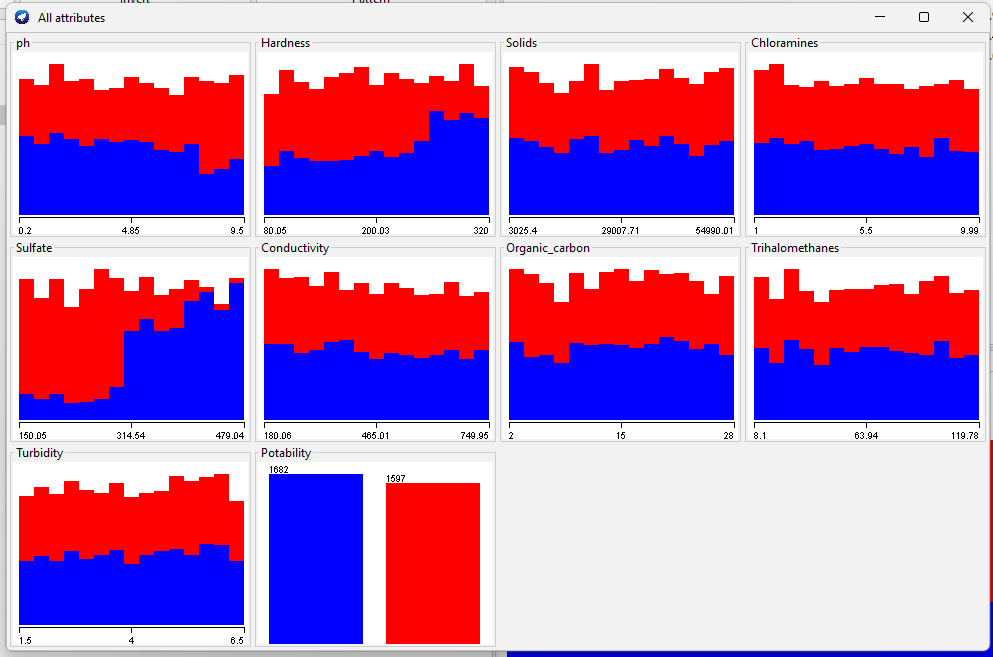 Invert
Pattern
All attributes
ph
0.2 4.85 9.5
Hardness
80.05 200.03 320
Solids
3025.4 29007.71 54990.01
Chloramines
1 5.5 9.99
Sulfate
150.05 314.54 479.04
Conductivity
180.06 465.01 749.95
Organic_carbon
2 15 28
Trihalomethanes
8.1 63.94 119.78
Turbidity
1.5 4 6.5
Potability
1682
1597